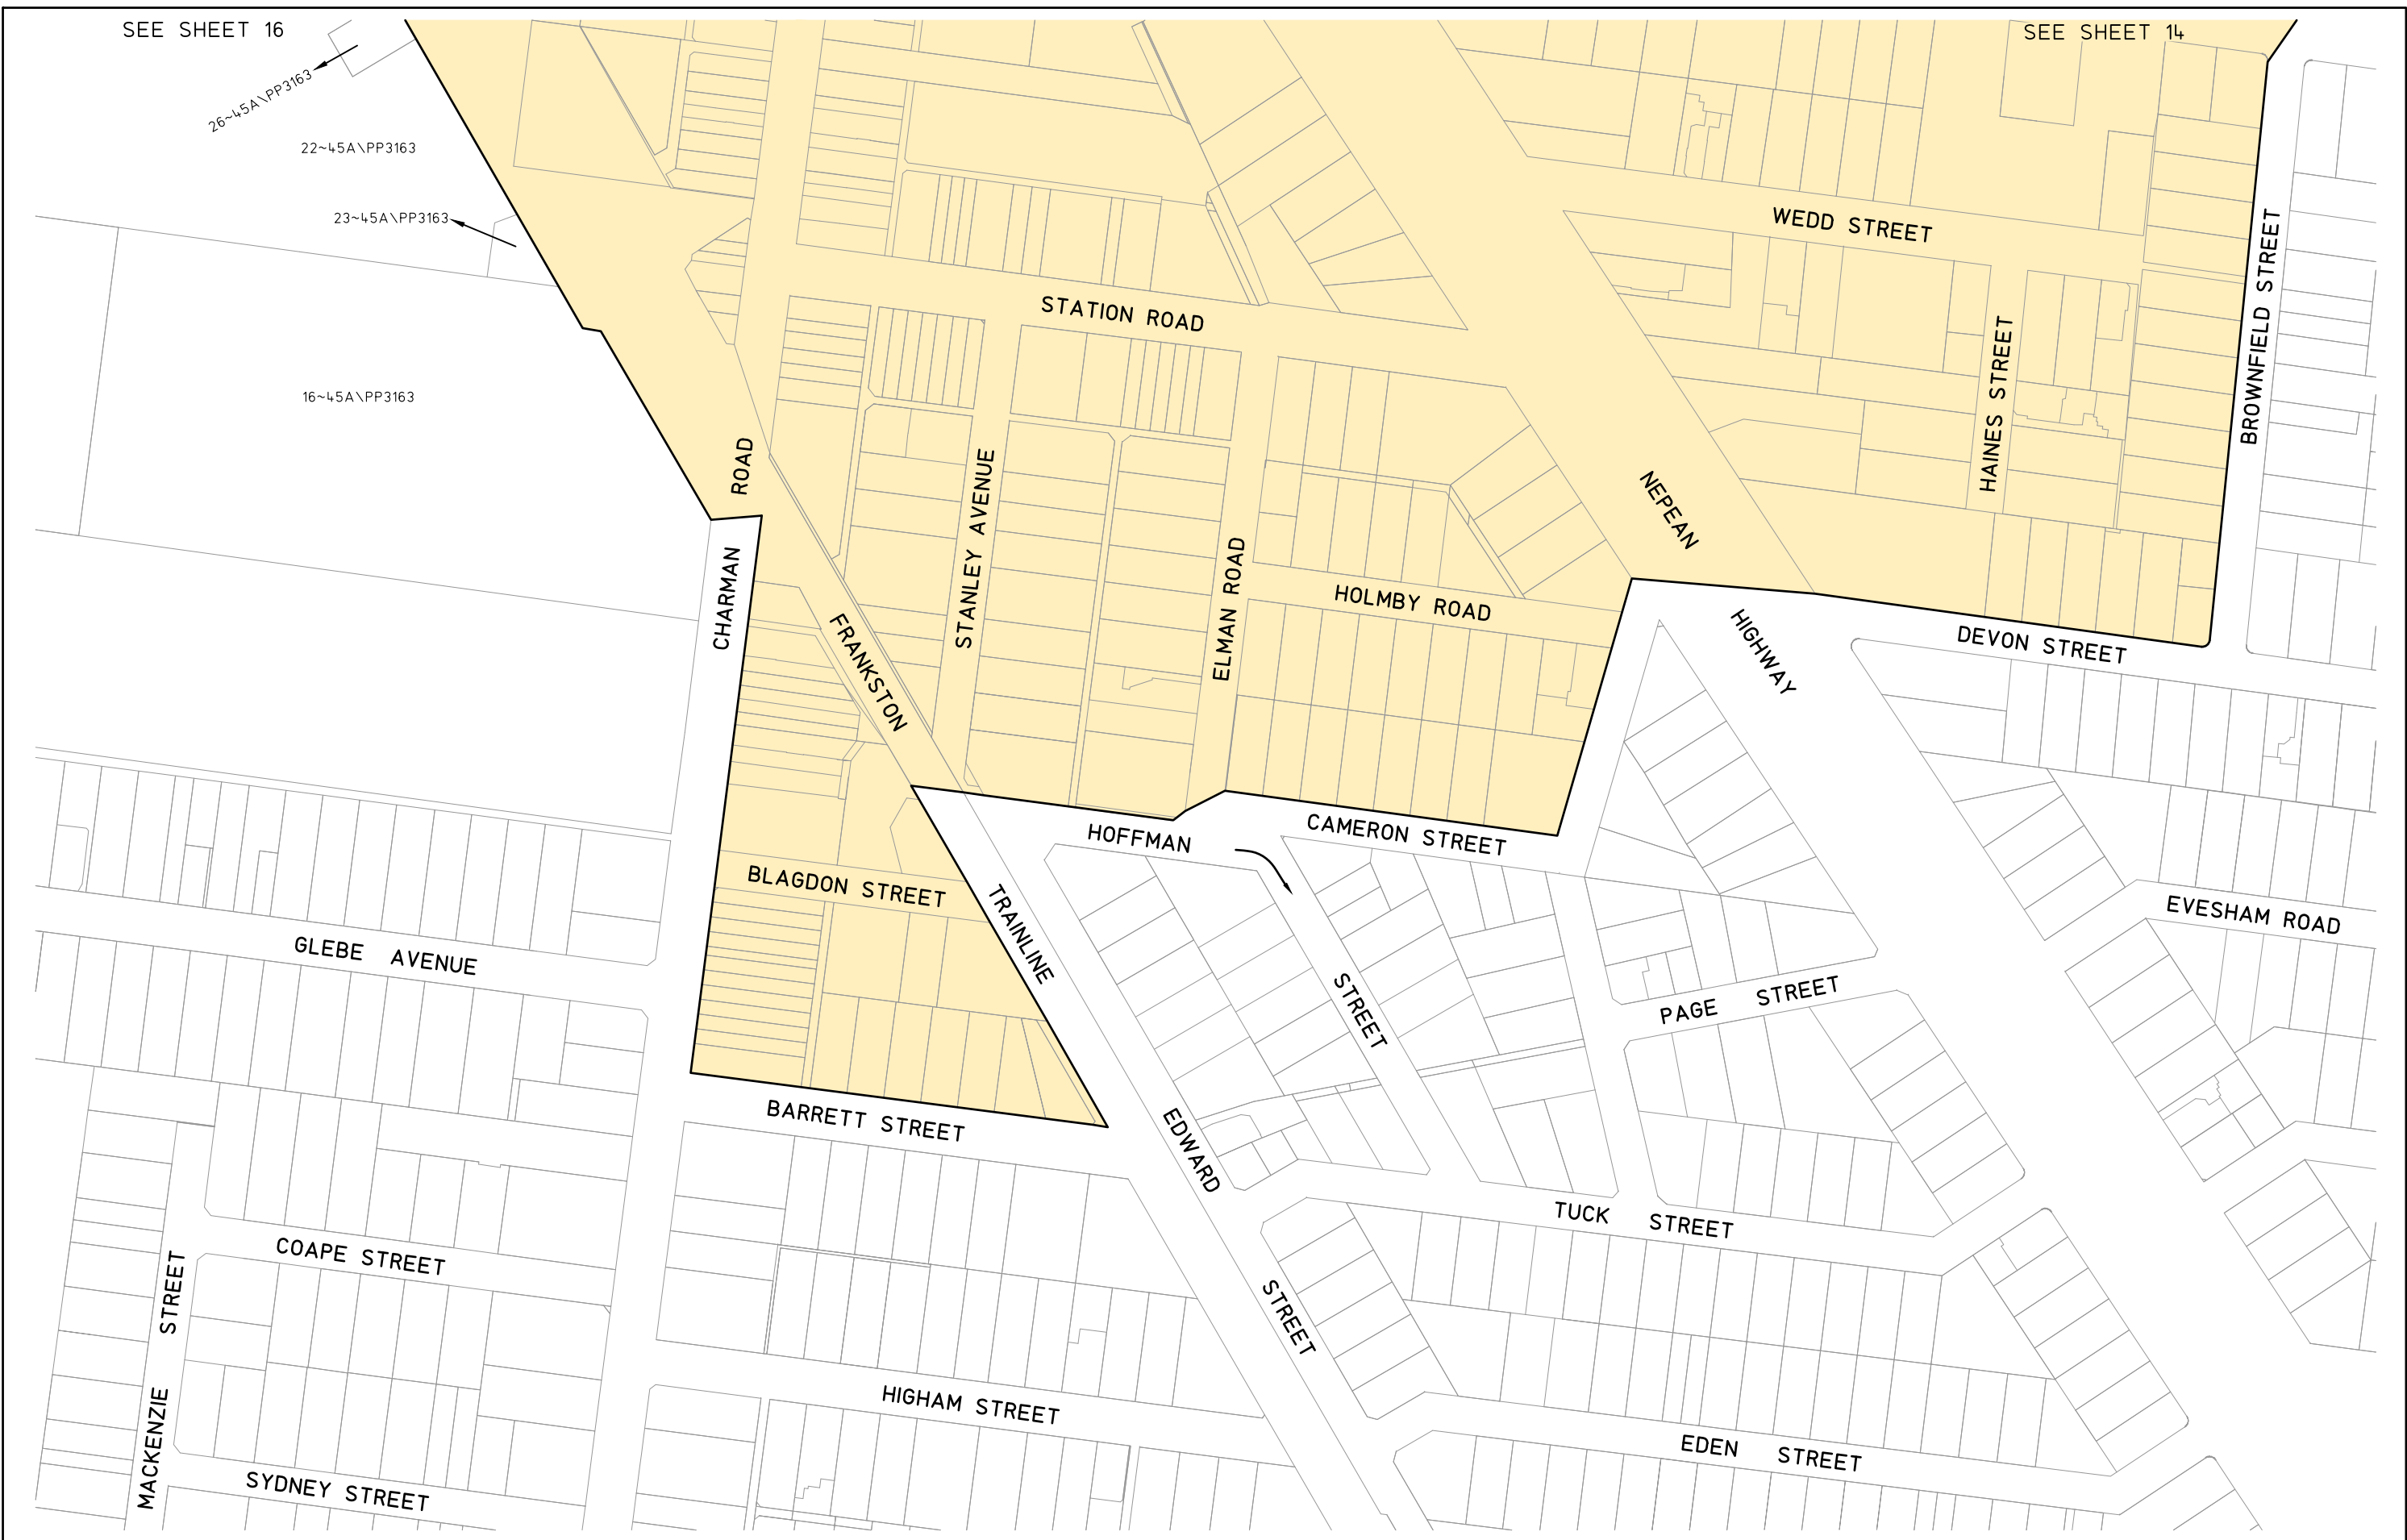 SEE SHEET 16
SEE SHEET 14
26~45A\PP3163
22~45A\PP3163
23~45A\PP3163
16~45A\PP3163
WEDD STREET
BROWNFIELD STREET
STATION ROAD
HAINES STREET
ROAD
CHARMAN
STANLEY AVENUE
ELMAN ROAD
NEPEAN
HIGHWAY
HOLMBY ROAD
FRANKSTON
TRAINLINE
DEVON STREET
HOFFMAN
STREET
CAMERON STREET
BLAGDON STREET
EVESHAM ROAD
GLEBE AVENUE
PAGE STREET
BARRETT STREET
EDWARD
STREET
TUCK STREET
COAPE STREET
MACKENZIE STREET
HIGHAM STREET
EDEN STREET
SYDNEY STREET